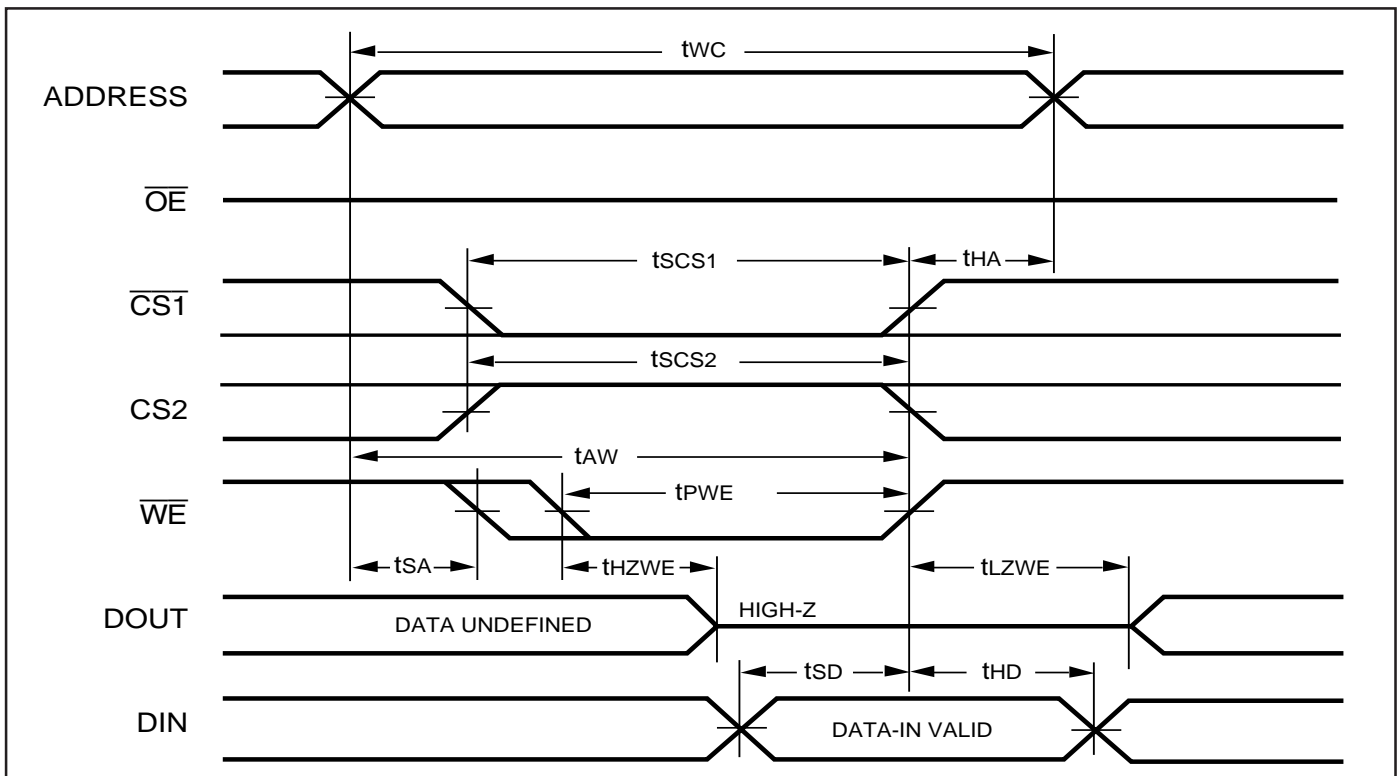 tWC
ADDRESS
OE
tSCS1
tHA
CS1
tSCS2
CS2
tAW
tPWE
WE
tSA
tHZWE
tLZWE
DOUT
DATA UNDEFINED
HIGH-Z
tSD
tHD
DIN
DATA-IN VALID